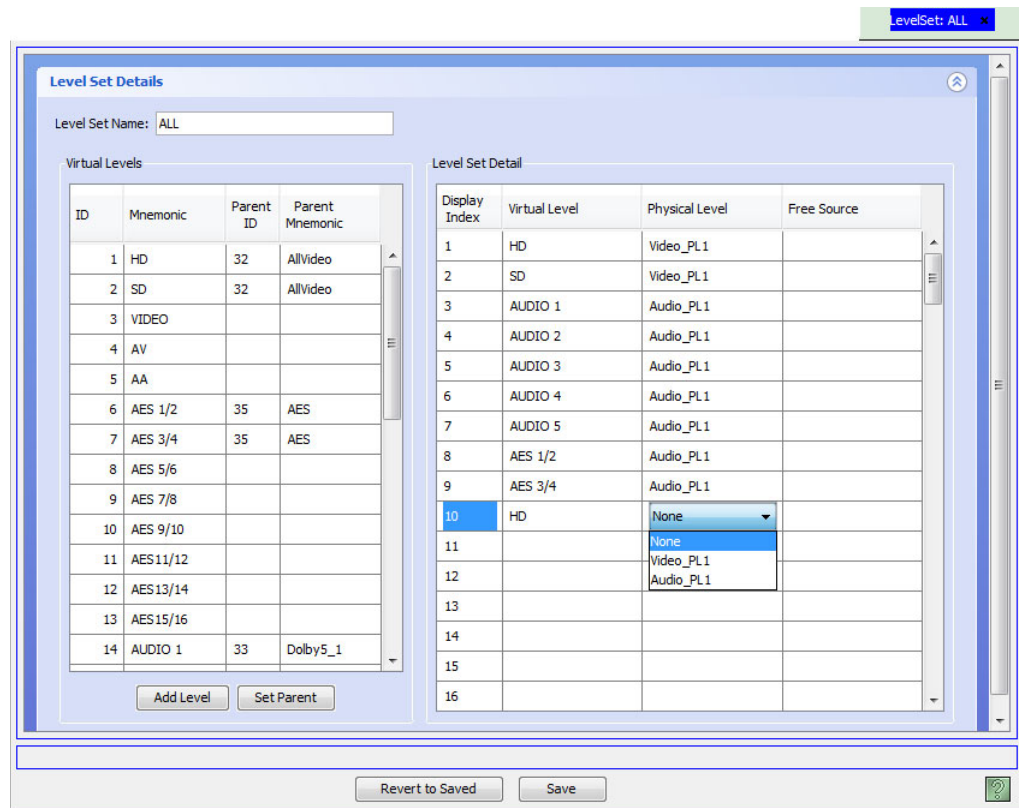 LevelSet: ALL ×
Level Set Details
Level Set Name: ALL
Virtual Levels
ID Mnemonic Parent ID Parent Mnemonic
1 HD 32 AllVideo
2 SD 32 AllVideo
3 VIDEO
4 AV
5 AA
6 AES 1/2 35 AES
7 AES 3/4 35 AES
8 AES 5/6
9 AES 7/8
10 AES 9/10
11 AES11/12
12 AES13/14
13 AES15/16
14 AUDIO 1 33 Dolby5_1
Add Level Set Parent
Level Set Detail
Display Index Virtual Level Physical Level Free Source
1 HD Video_PL1
2 SD Video_PL1
3 AUDIO 1 Audio_PL1
4 AUDIO 2 Audio_PL1
5 AUDIO 3 Audio_PL1
6 AUDIO 4 Audio_PL1
7 AUDIO 5 Audio_PL1
8 AES 1/2 Audio_PL1
9 AES 3/4 Audio_PL1
10 HD None
None
Video_PL1
Audio_PL1
11
12
13
14
15
16
Revert to Saved Save ?